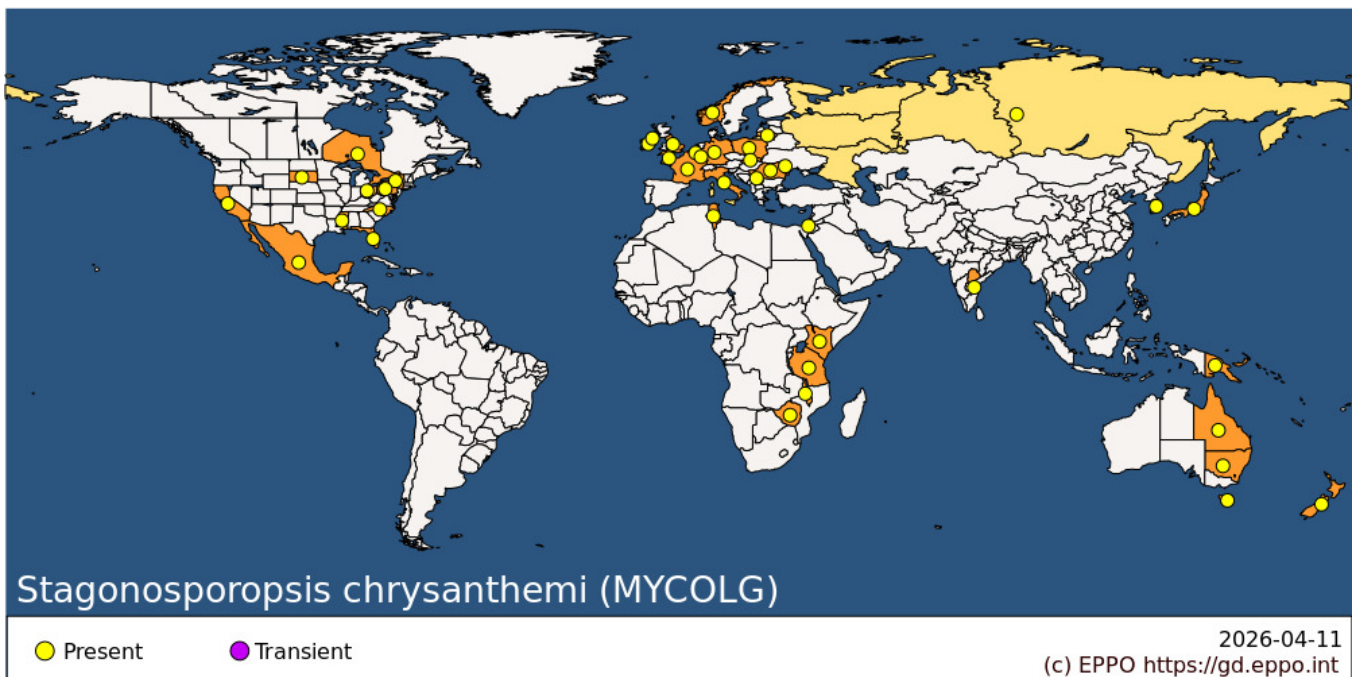 Stagonosporopsis chrysanthemi (MYCOLG)
Present
Transient
2026-04-11
(c) EPPO https://gd.eppo.int